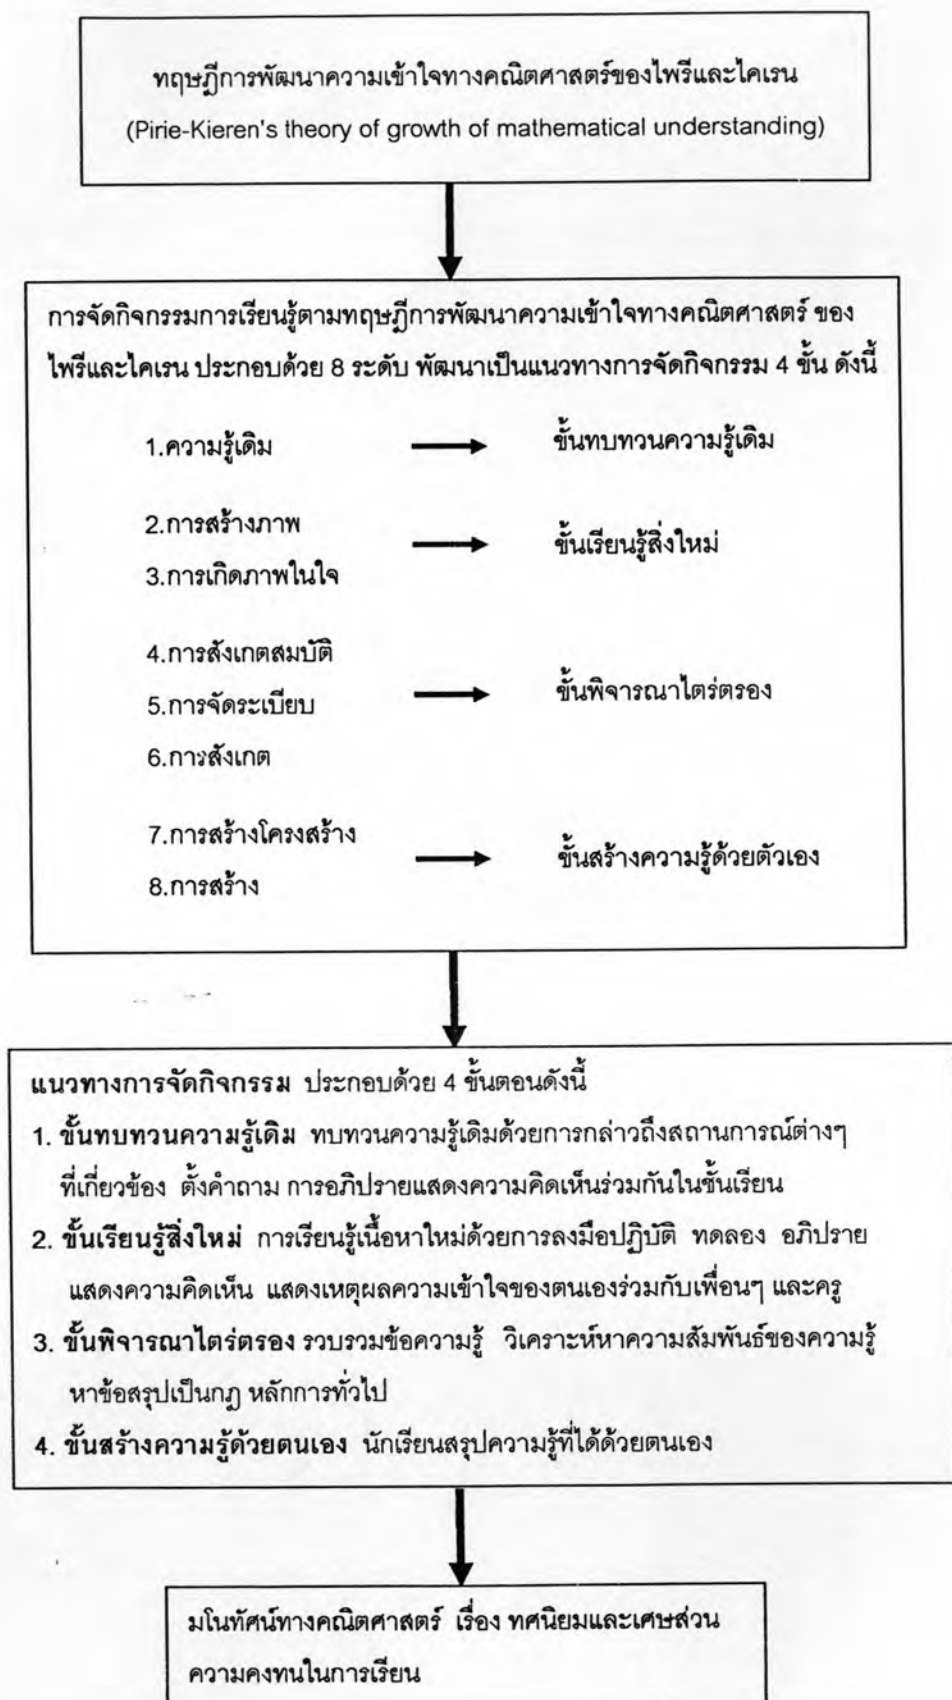 ทฤษฎีการพัฒนาความเข้าใจทางคณิตศาสตร์ของไพรีและไคเรน
(Pirie-Kieren's theory of growth of mathematical understanding)
การจัดกิจกรรมการเรียนรู้ตามทฤษฎีการพัฒนาความเข้าใจทางคณิตศาสตร์ ของ
ไพรีและไคเรน ประกอบด้วย 8 ระดับ พัฒนาเป็นแนวทางการจัดกิจกรรม 4 ขั้น ดังนี้
1.ความรู้เดิม
ขั้นทบทวนความรู้เดิม
2.การสร้างภาพ
3.การเกิดภาพในใจ
ขั้นเรียนรู้สิ่งใหม่
4.การสังเกตสมบัติ
5.การจัดระเบียบ
6.การสังเกต
ขั้นพิจารณาไตร่ตรอง
7.การสร้างโครงสร้าง
8.การสร้าง
ขั้นสร้างความรู้ด้วยตัวเอง
แนวทางการจัดกิจกรรม ประกอบด้วย 4 ขั้นตอนดังนี้
1. ขั้นทบทวนความรู้เดิม ทบทวนความรู้เดิมด้วยการกล่าวถึงสถานการณ์ต่างๆ
ที่เกี่ยวข้อง ตั้งคำถาม การอภิปรายแสดงความคิดเห็นร่วมกันในชั้นเรียน
2. ขั้นเรียนรู้สิ่งใหม่ การเรียนรู้เนื้อหาใหม่ด้วยการลงมือปฏิบัติ ทดลอง อภิปราย
แสดงความคิดเห็น แสดงเหตุผลความเข้าใจของตนเองร่วมกับเพื่อนๆ และครู
3. ขั้นพิจารณาไตร่ตรอง รวบรวมข้อความรู้ วิเคราะห์หาความสัมพันธ์ของความรู้
หาข้อสรุปเป็นกฎ หลักการทั่วไป
4. ขั้นสร้างความรู้ด้วยตนเอง นักเรียนสรุปความรู้ที่ได้ด้วยตนเอง
มโนทัศน์ทางคณิตศาสตร์ เรื่อง ทศนิยมและเศษส่วน
ความคงทนในการเรียน